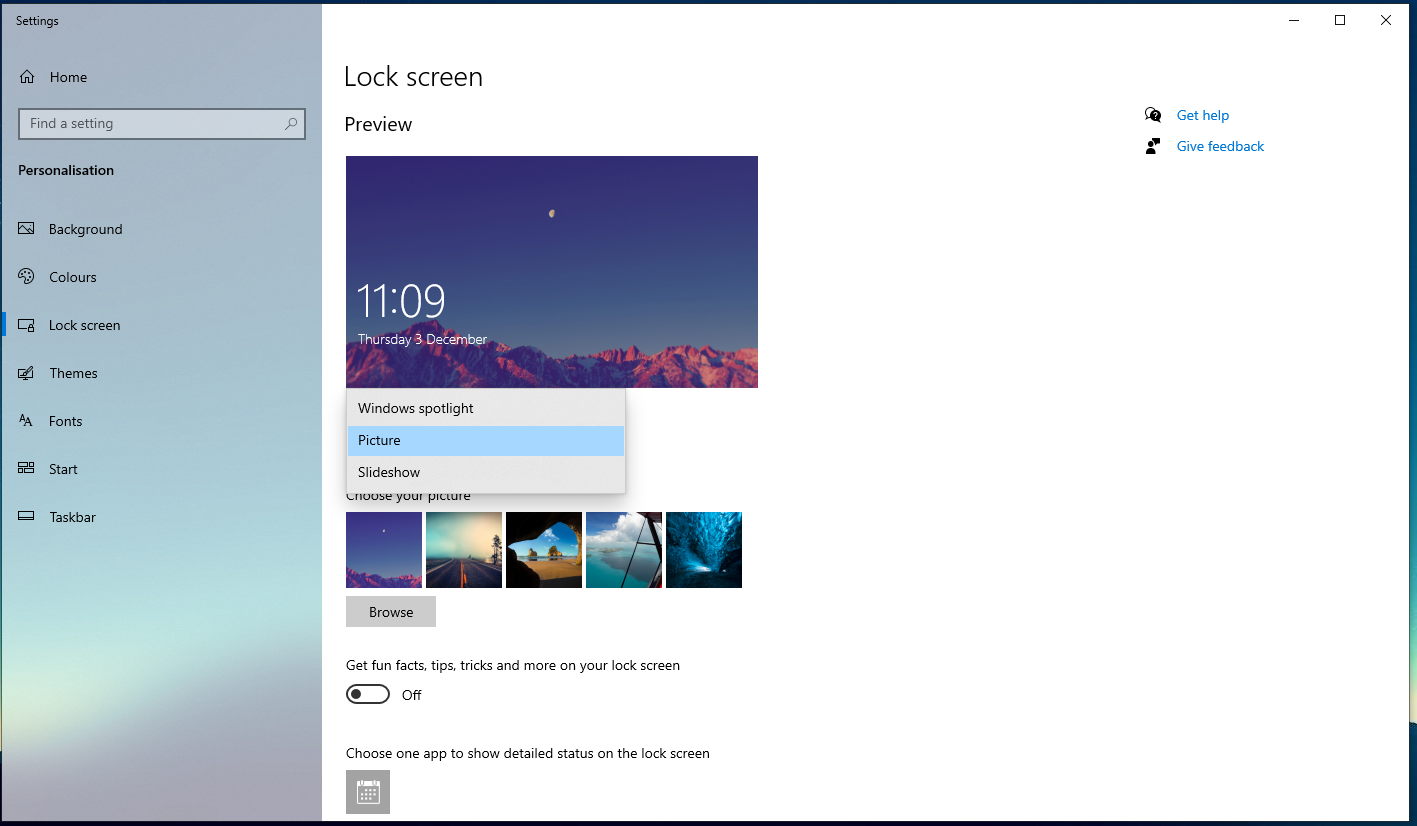 Settings
Home
Find a setting
Personalisation
Background
Colours
Lock screen
Themes
Fonts
Start
Taskbar
Lock screen
Preview
11:09
Thursday 3 December
Windows spotlight
Picture
Slideshow
Choose your picture
Browse
Get fun facts, tips, tricks and more on your lock screen
Off
Choose one app to show detailed status on the lock screen
Get help
Give feedback